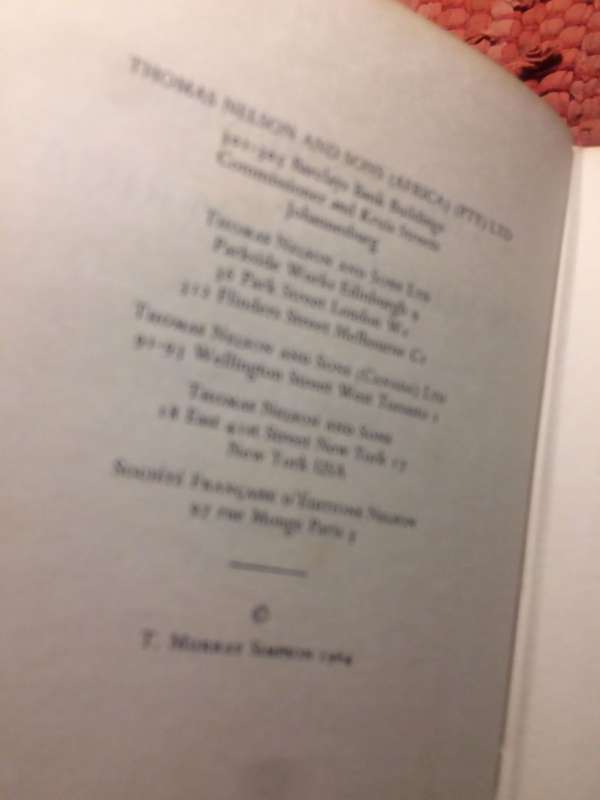 THOMAS NELSON AND SONS (AFRICA) (PTY) LTD
Barclays Bank Buildings
Commissioner and Kruis Streets
Johannesburg
THOMAS NELSON AND SONS LTD
Parkside Works Edinburgh 9
36 Park Street London W1
312 Flinders Street Melbourne C1
THOMAS NELSON AND SONS (CANADA) LTD
91-93 Wellington Street West Toronto 1
THOMAS NELSON AND SONS
18 East 41st Street New York 17
New York USA
SOCIÉTÉ FRANÇAISE D'ÉDITIONS NELSON
97 rue Monge Paris 5
©
T. MURRAY SIMPSON